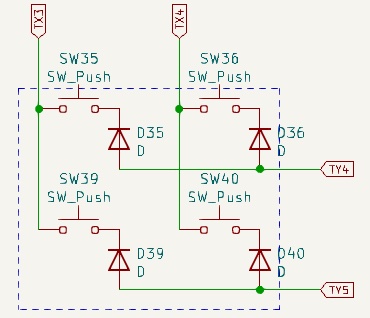 TX3
TX4
SW35
SW_Push
SW36
SW_Push
D35
D
D36
D
TY4
SW39
SW_Push
SW40
SW_Push
D39
D
D40
D
TY5